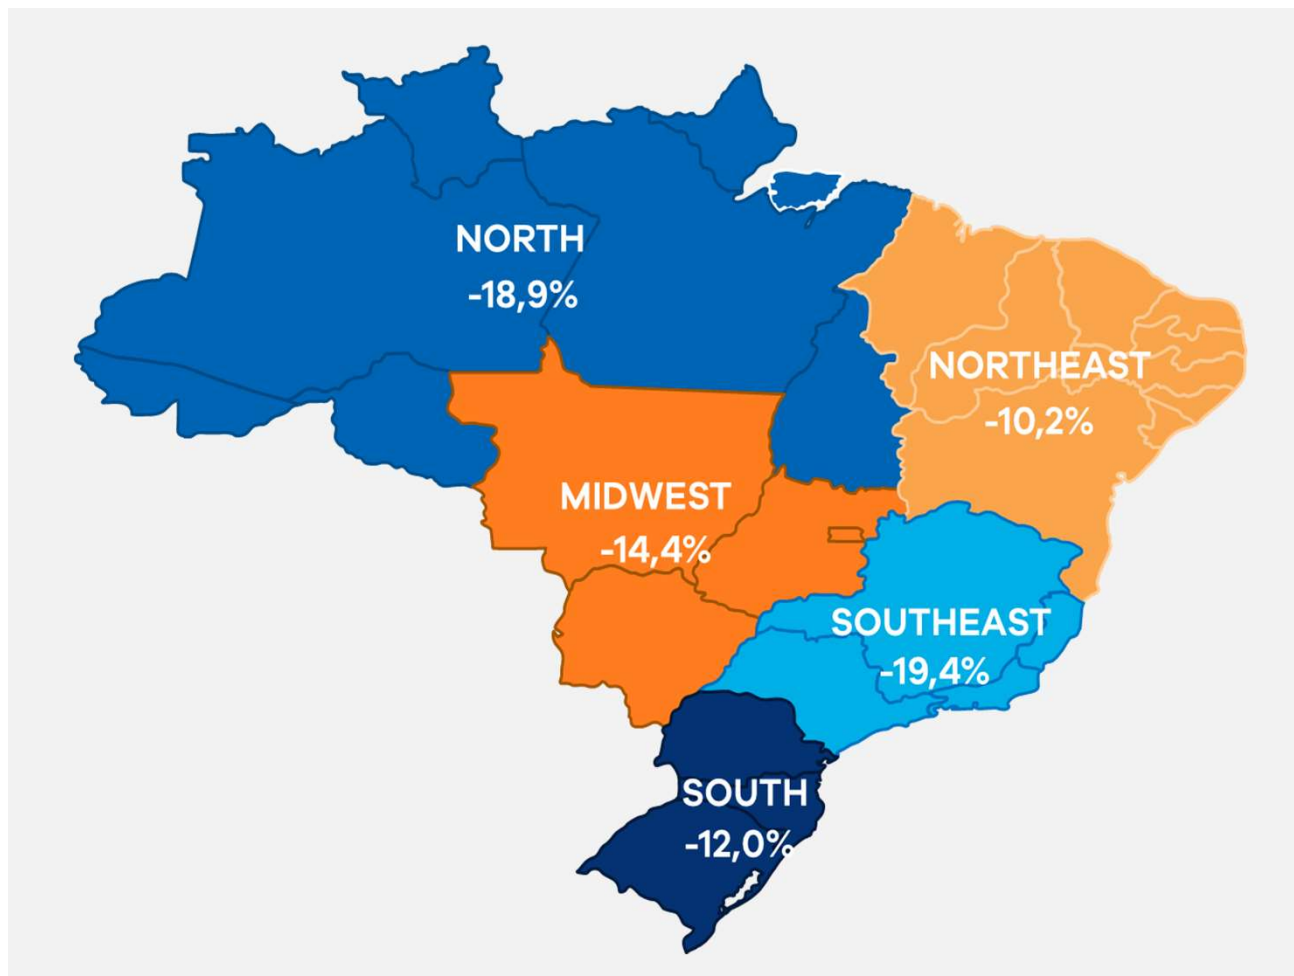 NORTH
-18,9%
NORTHEAST
-10,2%
MIDWEST
-14,4%
SOUTHEAST
-19,4%
SOUTH
-12,0%